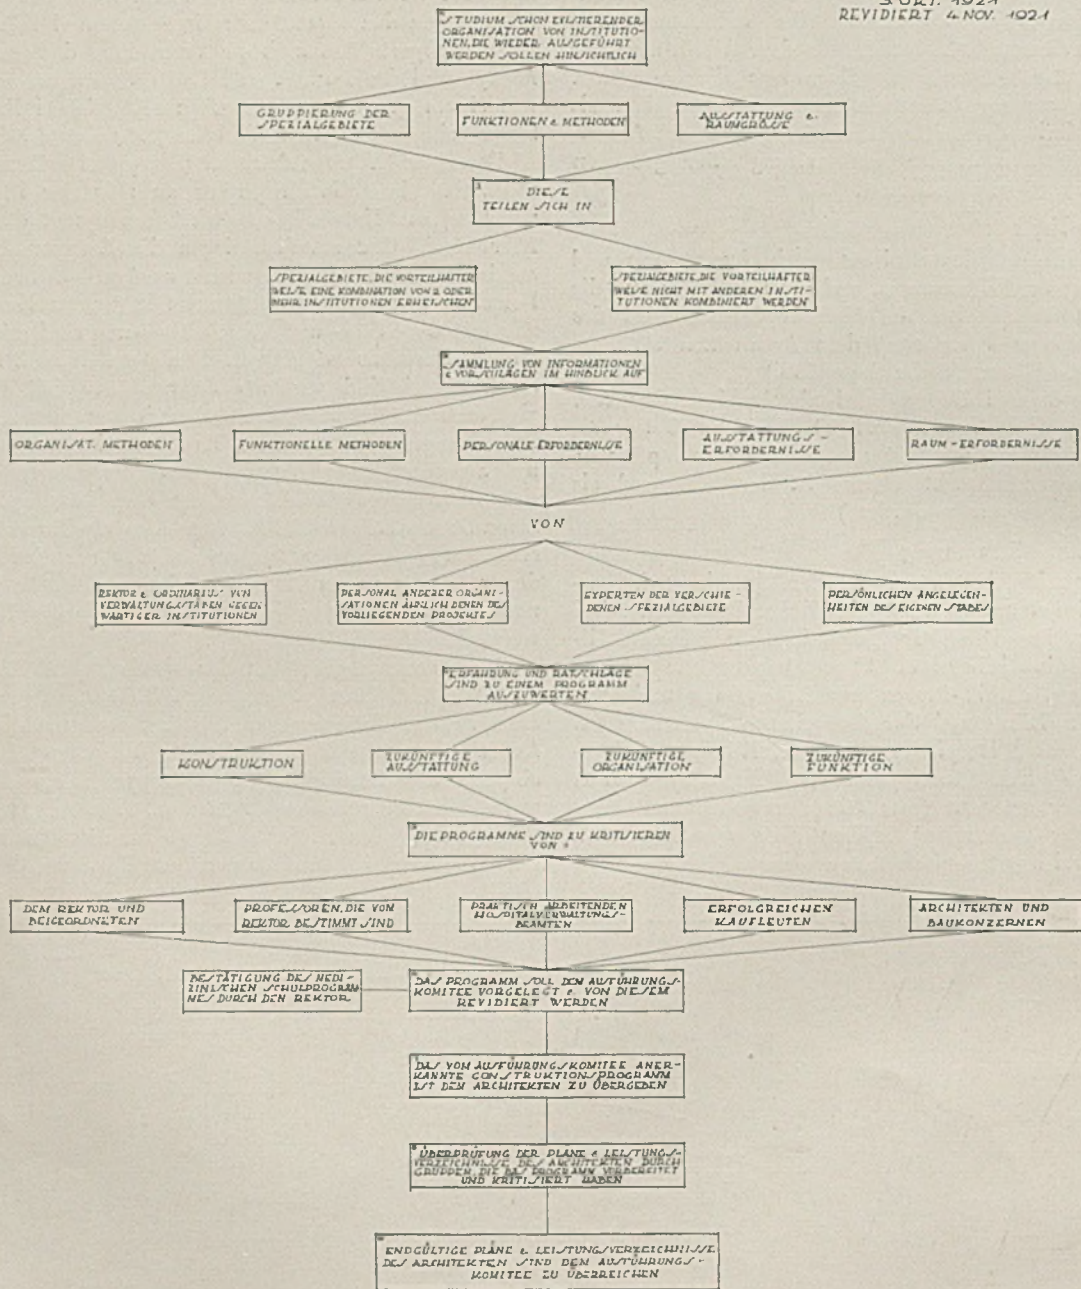 5 OKT. 1921
REVIDIERT 4. NOV. 1921
STUDIUM SCHON EXISTIERENDER
ORGANISATION VON INSTITUTIO-
NEN, DIE WIEDER AUSGEFÜHRT
WERDEN SOLLEN HINSICHTLICH
GRUPPIERUNG DER
SPEZIALGEBIETE
FUNKTIONEN & METHODEN
AUSSTATTUNG &
RAUMGRÖSSE
DIESE
TEILEN SICH IN
SPEZIALGEBIETE, DIE VORTEILHAFTER
WEISE EINE KOMBINATION VON 2 ODER
MEHR INSTITUTIONEN ERHEISCHEN
SPEZIALGEBIETE, DIE VORTEILHAFTER
WEISE NICHT MIT ANDEREN INSTI-
TUTIONEN KOMBINIERT WERDEN
SAMMLUNG VON INFORMATIONEN
& VORSCHLÄGEN IM HINBLICK AUF
ORGANISAT. METHODEN
FUNKTIONELLE METHODEN
PERSONALE ERFORDERNISSE
AUSSTATTUNGS-
ERFORDERNISSE
RAUM-ERFORDERNISSE
VON
REKTOR & ORDINARIUS VON
VERWALTUNGSSTÄBEN GEGEN
WÄRTIGER INSTITUTIONEN
PERSONAL ANDERER ORGANI-
SATIONEN ÄHNLICH DENEN DES
VORLIEGENDEN PROJEKTES
EXPERTEN DER VERSCHIE-
DENEN SPEZIALGEBIETE
PERSÖNLICHEN ANGELEGEN-
HEITEN DES EIGENEN STABES
ERFAHRUNG UND RATSCHLÄGE
SIND ZU EINEM PROGRAMM
AUSZUWERTEN
KONSTRUKTION
ZUKÜNFTIGE
AUSSTATTUNG
ZUKÜNFTIGE
ORGANISATION
ZUKÜNFTIGE
FUNKTION
DIE PROGRAMME SIND ZU KRITISIEREN
VON :
DEM REKTOR UND
BEIGEORDNETEN
PROFESSOREN, DIE VOM
REKTOR BESTIMMT SIND
PRAKTISCH ARBEITENDEN
HOSPITALVERWALTUNGS-
BEAMTEN
ERFOLGREICHEN
KAUFLEUTEN
ARCHITEKTEN UND
BAUKONZERNEN
BESTÄTIGUNG DES MEDI-
ZINISCHEN SCHULPROGRAM
MES DURCH DEN REKTOR
DAS PROGRAMM SOLL DEM AUSFÜHRUNGS-
KOMITEE VORGELEGT & VON DIESEM
REVIDIERT WERDEN
DAS VOM AUSFÜHRUNGSKOMITEE ANER-
KANNTE CONSTRUKTIONSPROGRAMM
IST DEM ARCHITEKTEN ZU ÜBERGEBEN
ÜBERPRÜFUNG DER PLÄNE & LEISTUNGS-
VERZEICHNISSE DES ARCHITEKTEN DURCH
GRUPPEN, DIE DAS PROGRAMM VORBEREITET
UND KRITISIERT HABEN
ENDGÜLTIGE PLÄNE & LEISTUNGSVERZEICHNISSE
DES ARCHITEKTEN SIND DEM AUSFÜHRUNGS-
KOMITEE ZU ÜBERREICHEN